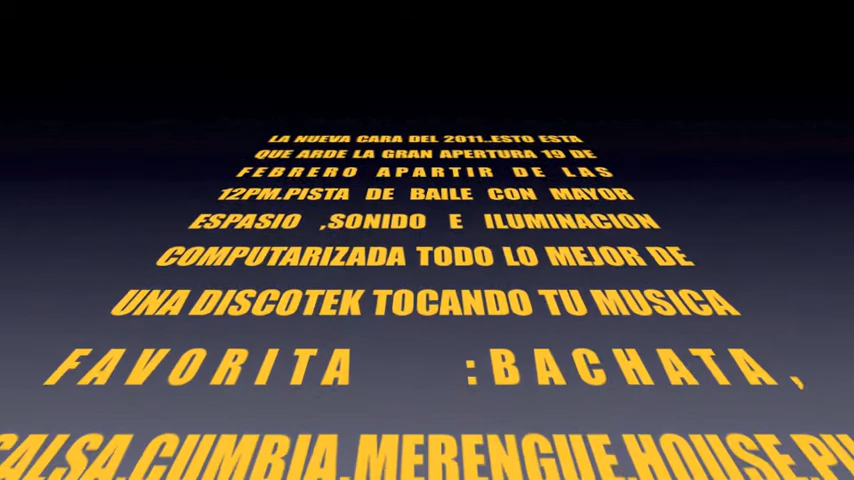 LA NUEVA CARA DEL 2011..ESTO ESTA
QUE ARDE LA GRAN APERTURA 19 DE
FEBRERO APARTIR DE LAS
12PM.PISTA DE BAILE CON MAYOR
ESPASIO ,SONIDO E ILUMINACION
COMPUTARIZADA TODO LO MEJOR DE
UNA DISCOTEK TOCANDO TU MUSICA
FAVORITA :BACHATA,
SALSA.CUMBIA.MERENGUE.HOUSE.